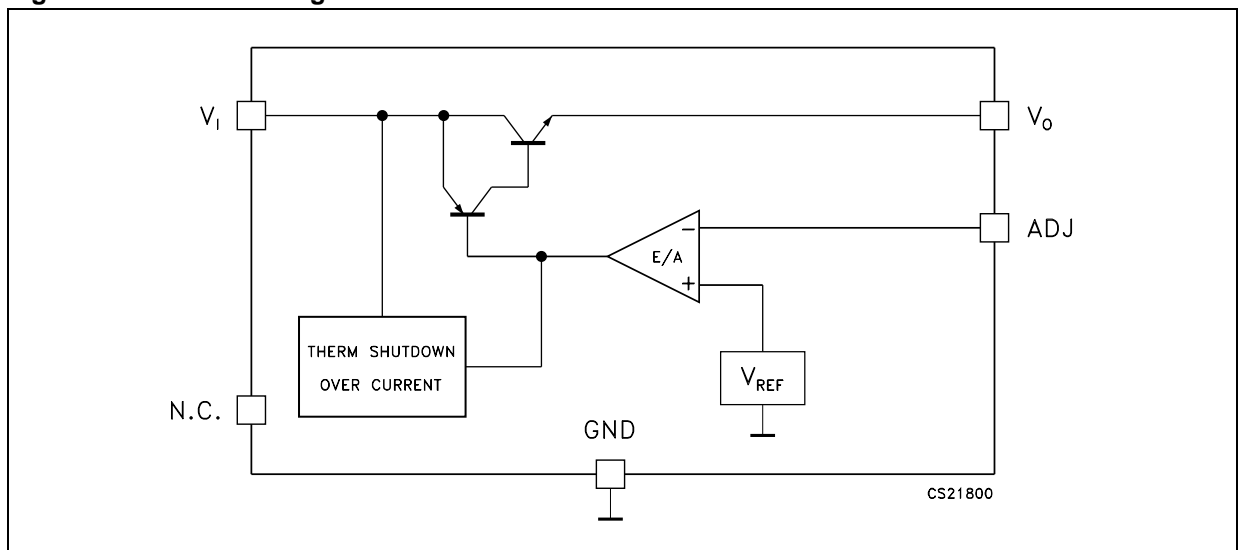 V_I
V_O
ADJ
−
E/A
+
THERM SHUTDOWN
OVER CURRENT
V_REF
N.C.
GND
CS21800